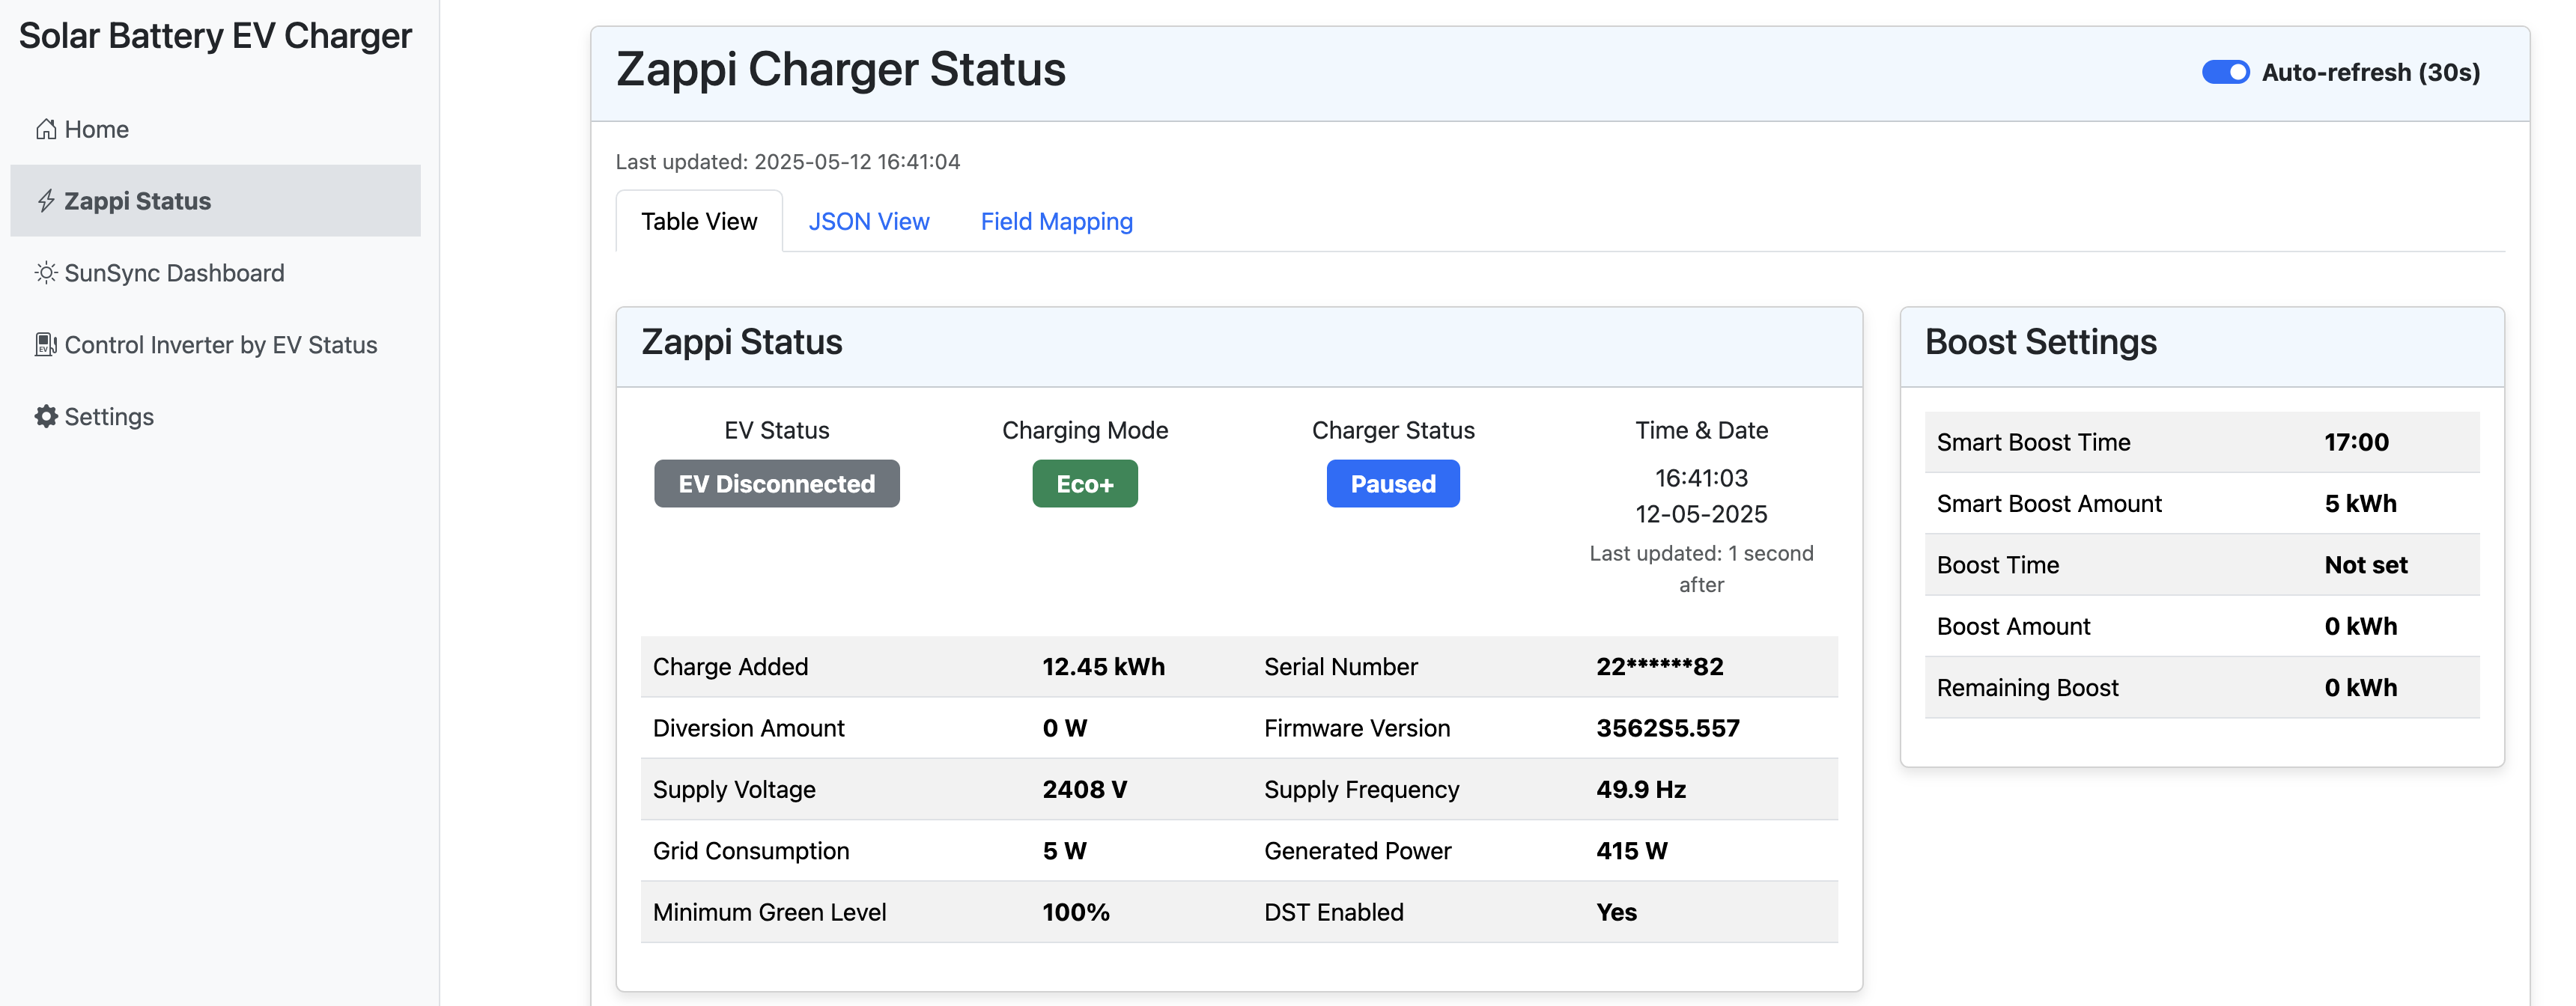 Solar Battery EV Charger
Home
Zappi Status
SunSync Dashboard
Control Inverter by EV Status
Settings
Zappi Charger Status
Auto-refresh (30s)
Last updated: 2025-05-12 16:41:04
Table View
JSON View
Field Mapping
Zappi Status
EV Status
EV Disconnected
Charging Mode
Eco+
Charger Status
Paused
Time & Date
16:41:03
12-05-2025
Last updated: 1 second
after
Charge Added 12.45 kWh Serial Number 22******82
Diversion Amount 0 W Firmware Version 3562S5.557
Supply Voltage 2408 V Supply Frequency 49.9 Hz
Grid Consumption 5 W Generated Power 415 W
Minimum Green Level 100% DST Enabled Yes
Boost Settings
Smart Boost Time 17:00
Smart Boost Amount 5 kWh
Boost Time Not set
Boost Amount 0 kWh
Remaining Boost 0 kWh